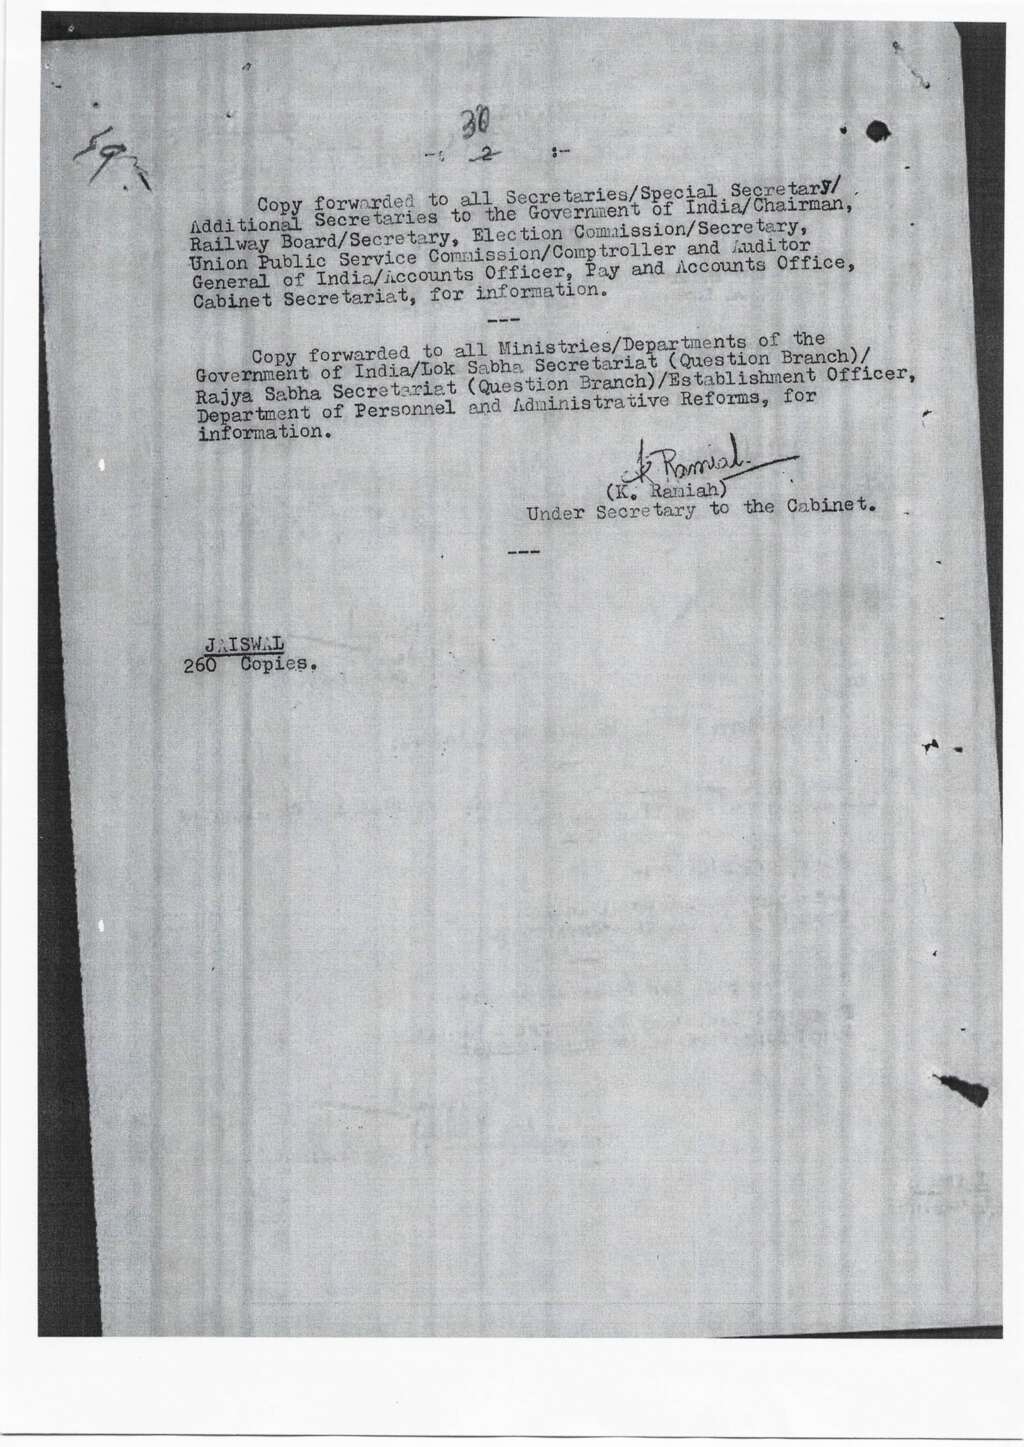 30
-: 2 :-
Copy forwarded to all Secretaries/Special Secretary/
Additional Secretaries to the Government of India/Chairman,
Railway Board/Secretary, Election Commission/Secretary,
Union Public Service Commission/Comptroller and Auditor
General of India/Accounts Officer, Pay and Accounts Office,
Cabinet Secretariat, for information.
---
Copy forwarded to all Ministries/Departments of the
Government of India/Lok Sabha Secretariat (Question Branch)/
Rajya Sabha Secretariat (Question Branch)/Establishment Officer,
Department of Personnel and Administrative Reforms, for
information.
K Ramiah
(K. Ramiah)
Under Secretary to the Cabinet.
---
JAISWAL
260 Copies.